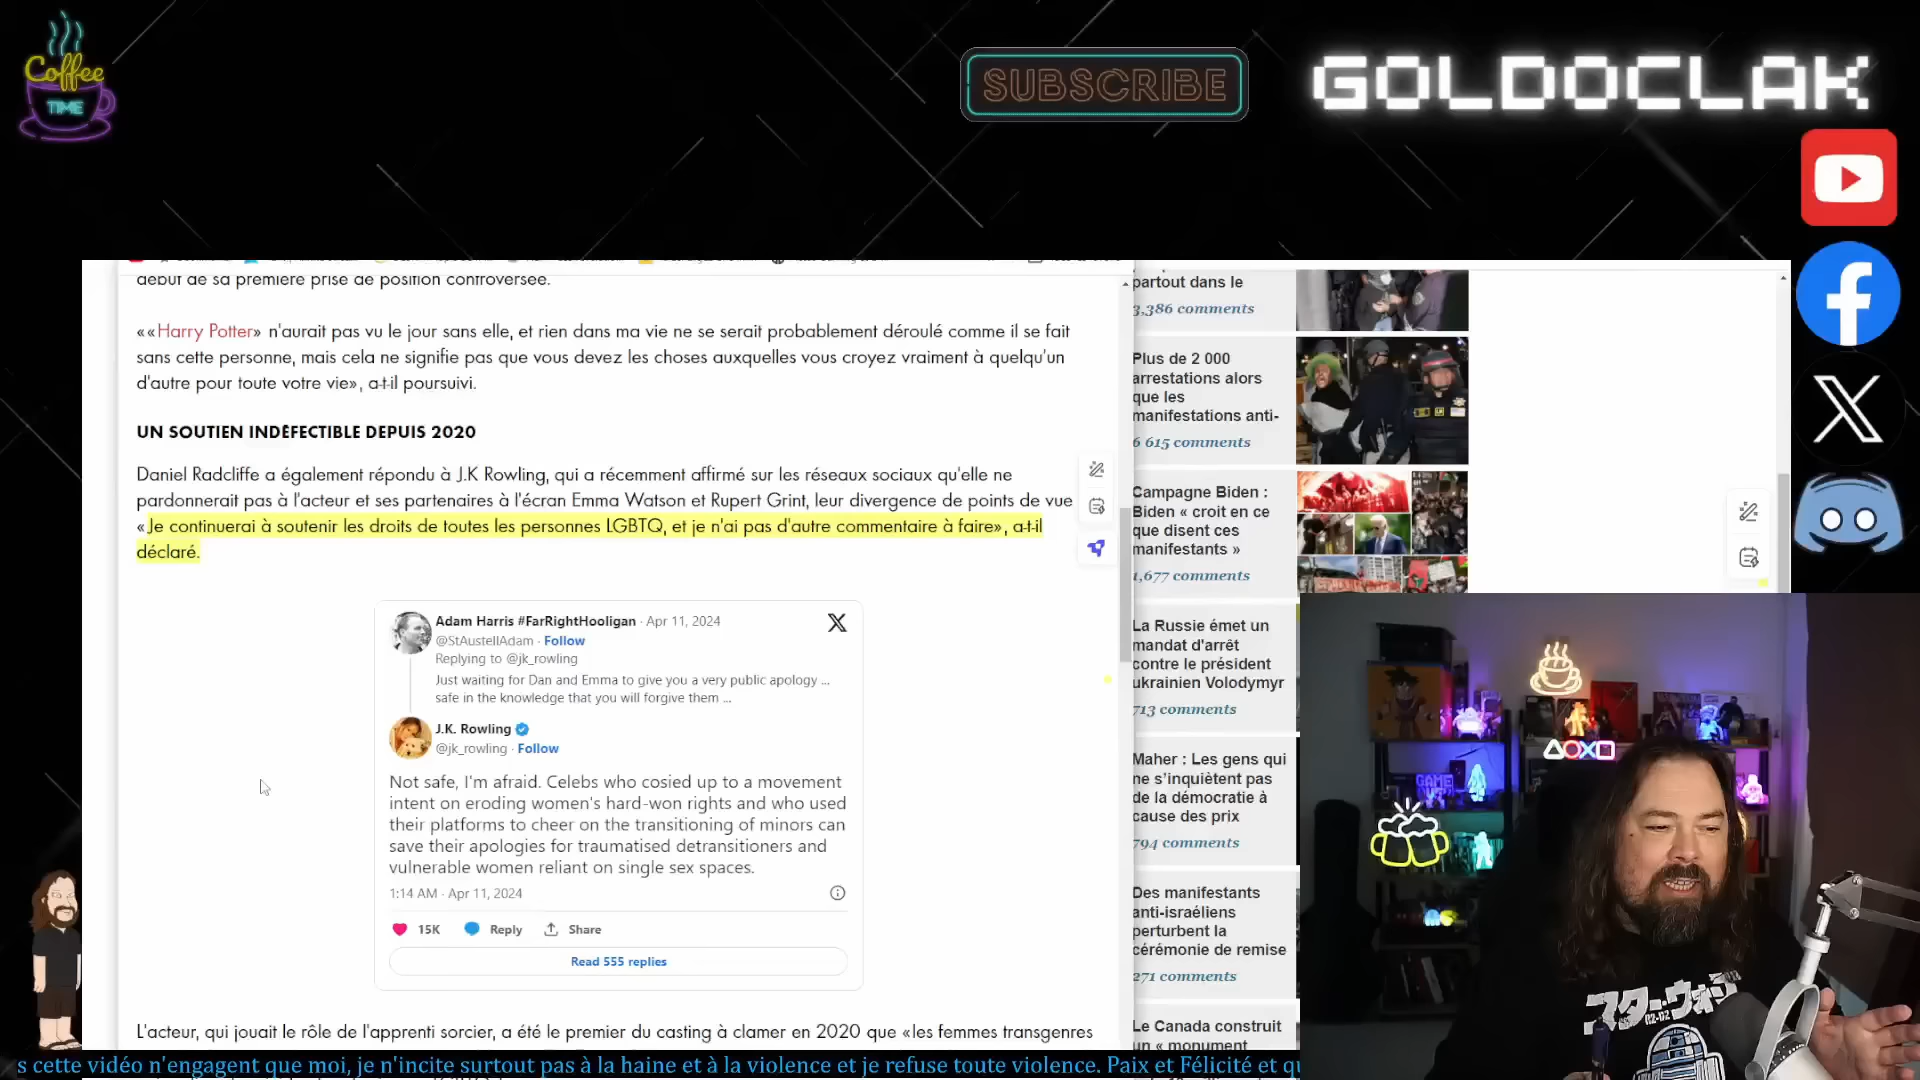 Coffee
TIME
SUBSCRIBE
GOLDOCLAK
début de sa première prise de position controversée.
««Harry Potter» n'aurait pas vu le jour sans elle, et rien dans ma vie ne se serait probablement déroulé comme il se fait
sans cette personne, mais cela ne signifie pas que vous devez les choses auxquelles vous croyez vraiment à quelqu'un
d'autre pour toute votre vie», a-t-il poursuivi.
UN SOUTIEN INDÉFECTIBLE DEPUIS 2020
Daniel Radcliffe a également répondu à J.K Rowling, qui a récemment affirmé sur les réseaux sociaux qu'elle ne
pardonnerait pas à l'acteur et ses partenaires à l'écran Emma Watson et Rupert Grint, leur divergence de points de vue
«Je continuerai à soutenir les droits de toutes les personnes LGBTQ, et je n'ai pas d'autre commentaire à faire», a-t-il
déclaré.
Adam Harris #FarRightHooligan · Apr 11, 2024
@StAustellAdam · Follow
Replying to @jk_rowling
Just waiting for Dan and Emma to give you a very public apology ...
safe in the knowledge that you will forgive them ...
J.K. Rowling
@jk_rowling · Follow
Not safe, I'm afraid. Celebs who cosied up to a movement
intent on eroding women's hard-won rights and who used
their platforms to cheer on the transitioning of minors can
save their apologies for traumatised detransitioners and
vulnerable women reliant on single sex spaces.
1:14 AM · Apr 11, 2024
15K Reply Share
Read 555 replies
L'acteur, qui jouait le rôle de l'apprenti sorcier, a été le premier du casting à clamer en 2020 que «les femmes transgenres
partout dans le
3,386 comments
Plus de 2 000
arrestations alors
que les
manifestations anti-
6 615 comments
Campagne Biden :
Biden « croit en ce
que disent ces
manifestants »
1,677 comments
La Russie émet un
mandat d'arrêt
contre le président
ukrainien Volodymyr
713 comments
Maher : Les gens qui
ne s'inquiètent pas
de la démocratie à
cause des prix
794 comments
Des manifestants
anti-israéliens
perturbent la
cérémonie de remise
271 comments
Le Canada construit
un « monument
GAME
スター・ウォーズ
R2-D2
s cette vidéo n'engagent que moi, je n'incite surtout pas à la haine et à la violence et je refuse toute violence. Paix et Félicité et qu